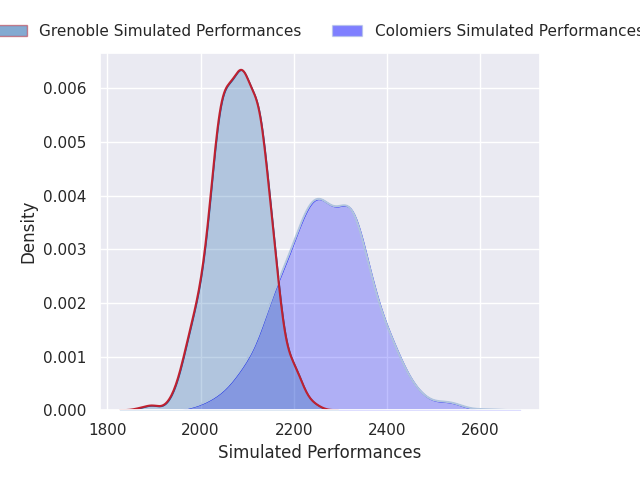 Grenoble Simulated Performances Colomiers Simulated Performances
0.006
0.005
0.004
0.003
0.002
0.001
0.000
Density
1800 2000 2200 2400 2600
Simulated Performances